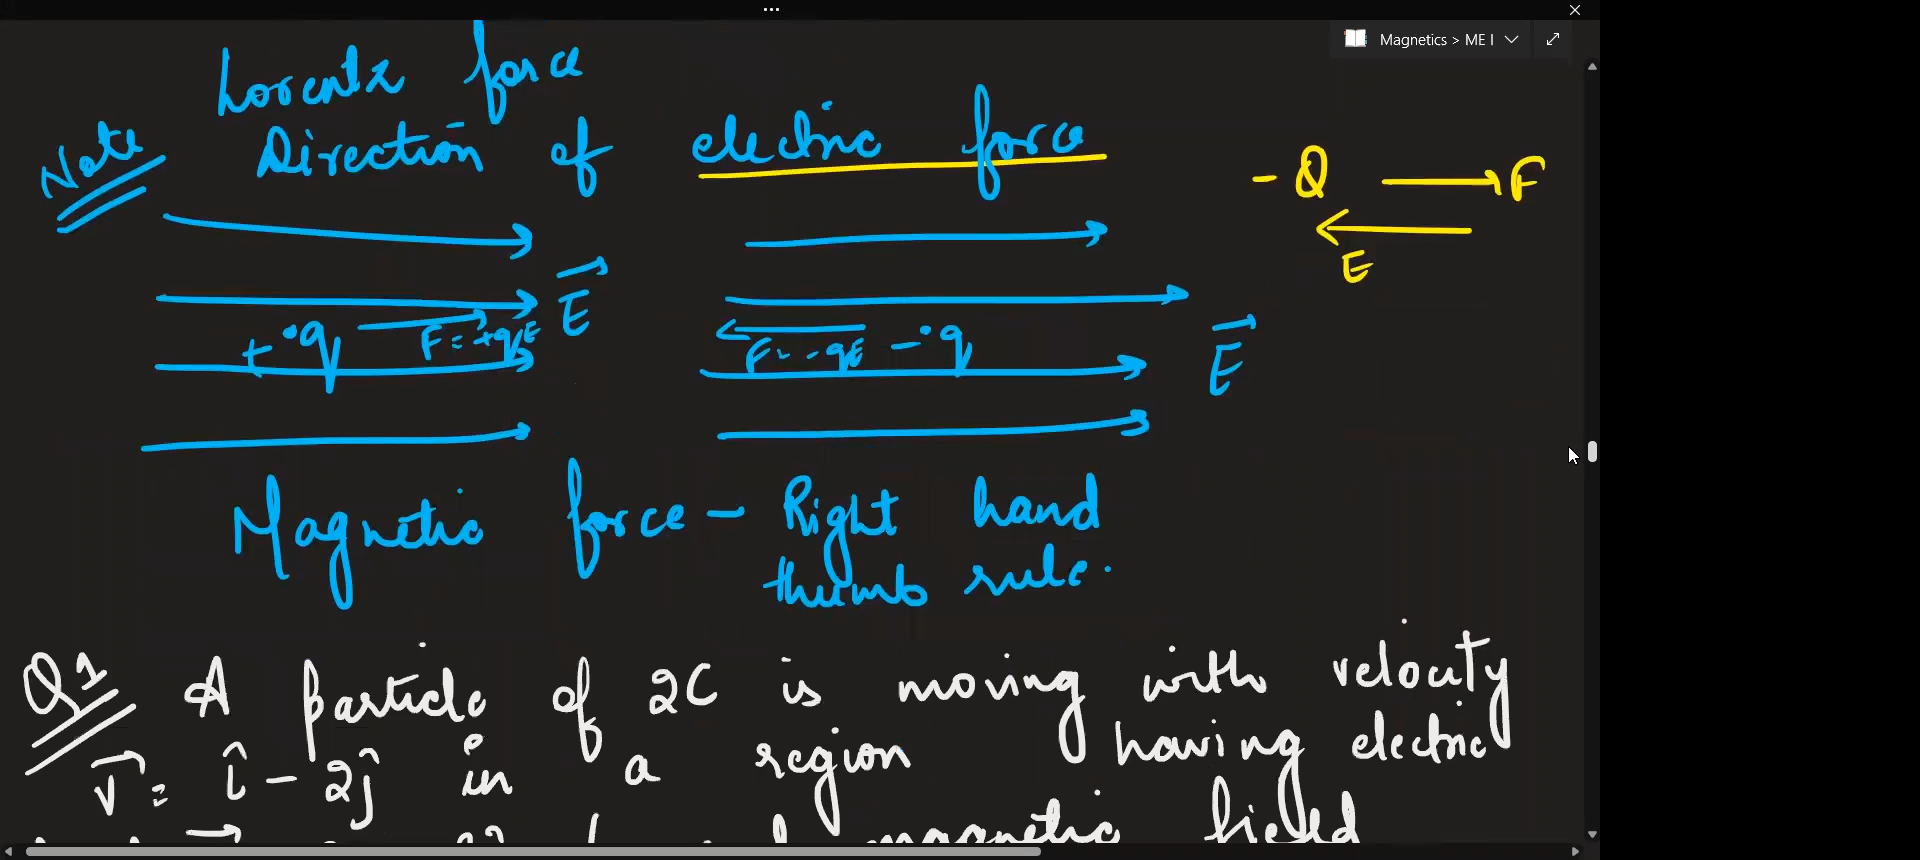 Magnetics > ME I
Lorentz force
Note Direction of electric force
-Q → F
← E
E
+q F = +qE
F = -qE -q
E
Magnetic force - Right hand
thumb rule.
Q1 A particle of 2C is moving with velocity
v = î - 2ĵ in a region having electric
magnetic field